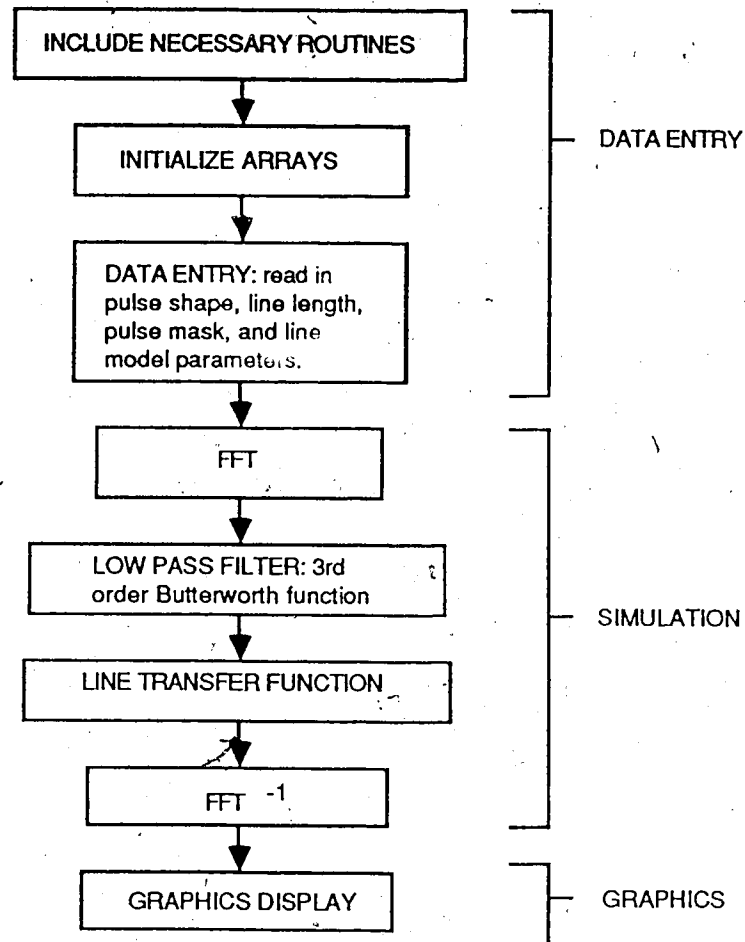 INCLUDE NECESSARY ROUTINES
INITIALIZE ARRAYS
DATA ENTRY
DATA ENTRY: read in
pulse shape, line length,
pulse mask, and line
model parameters.
FFT
LOW PASS FILTER: 3rd
order Butterworth function
SIMULATION
LINE TRANSFER FUNCTION
FFT -1
GRAPHICS DISPLAY
GRAPHICS